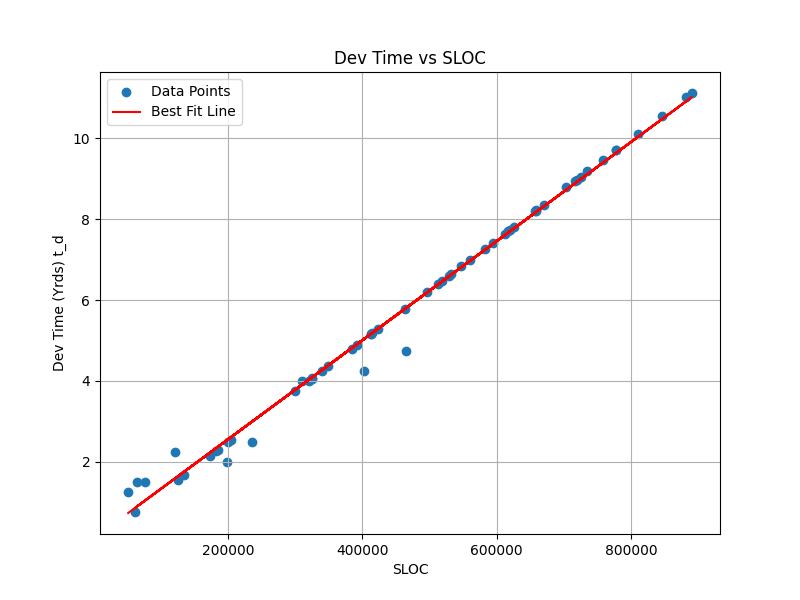 Dev Time vs SLOC
Data Points
Best Fit Line
10
8
6
4
2
Dev Time (Yrds) t_d
200000 400000 600000 800000
SLOC